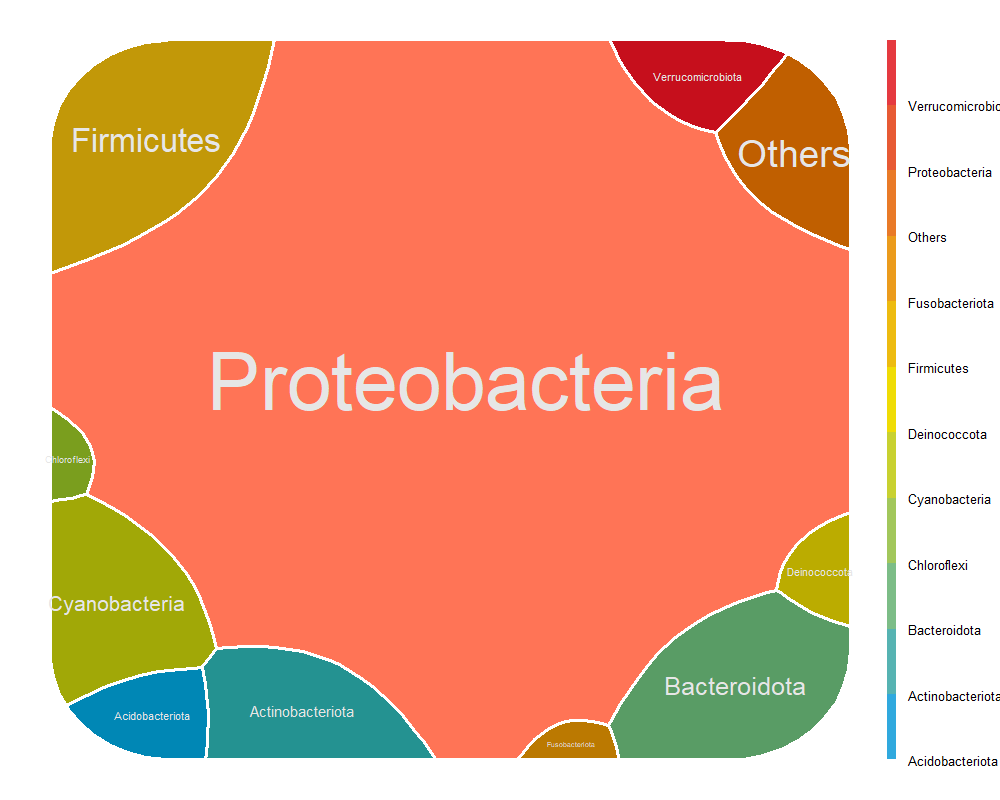 Verrucomicrobiota
Firmicutes
Others
Proteobacteria
Chloroflexi
Deinococcota
Cyanobacteria
Bacteroidota
Actinobacteriota
Acidobacteriota
Fusobacteriota
Verrucomicrobio
Proteobacteria
Others
Fusobacteriota
Firmicutes
Deinococcota
Cyanobacteria
Chloroflexi
Bacteroidota
Actinobacteriota
Acidobacteriota